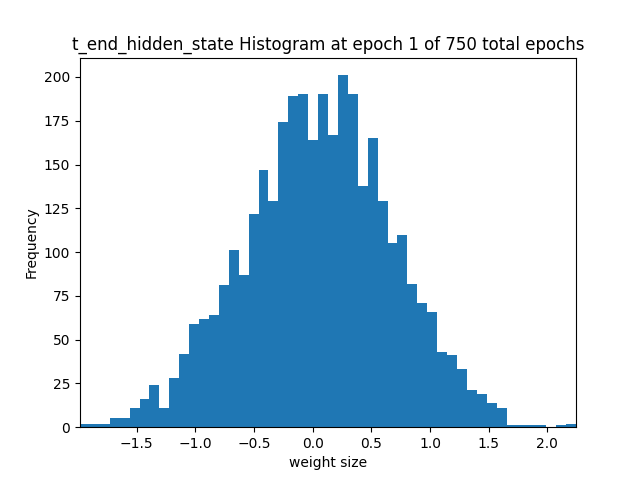 t_end_hidden_state Histogram at epoch 1 of 750 total epochs
200
175
150
125
100
75
50
25
0
Frequency
−1.5 −1.0 −0.5 0.0 0.5 1.0 1.5 2.0
weight size